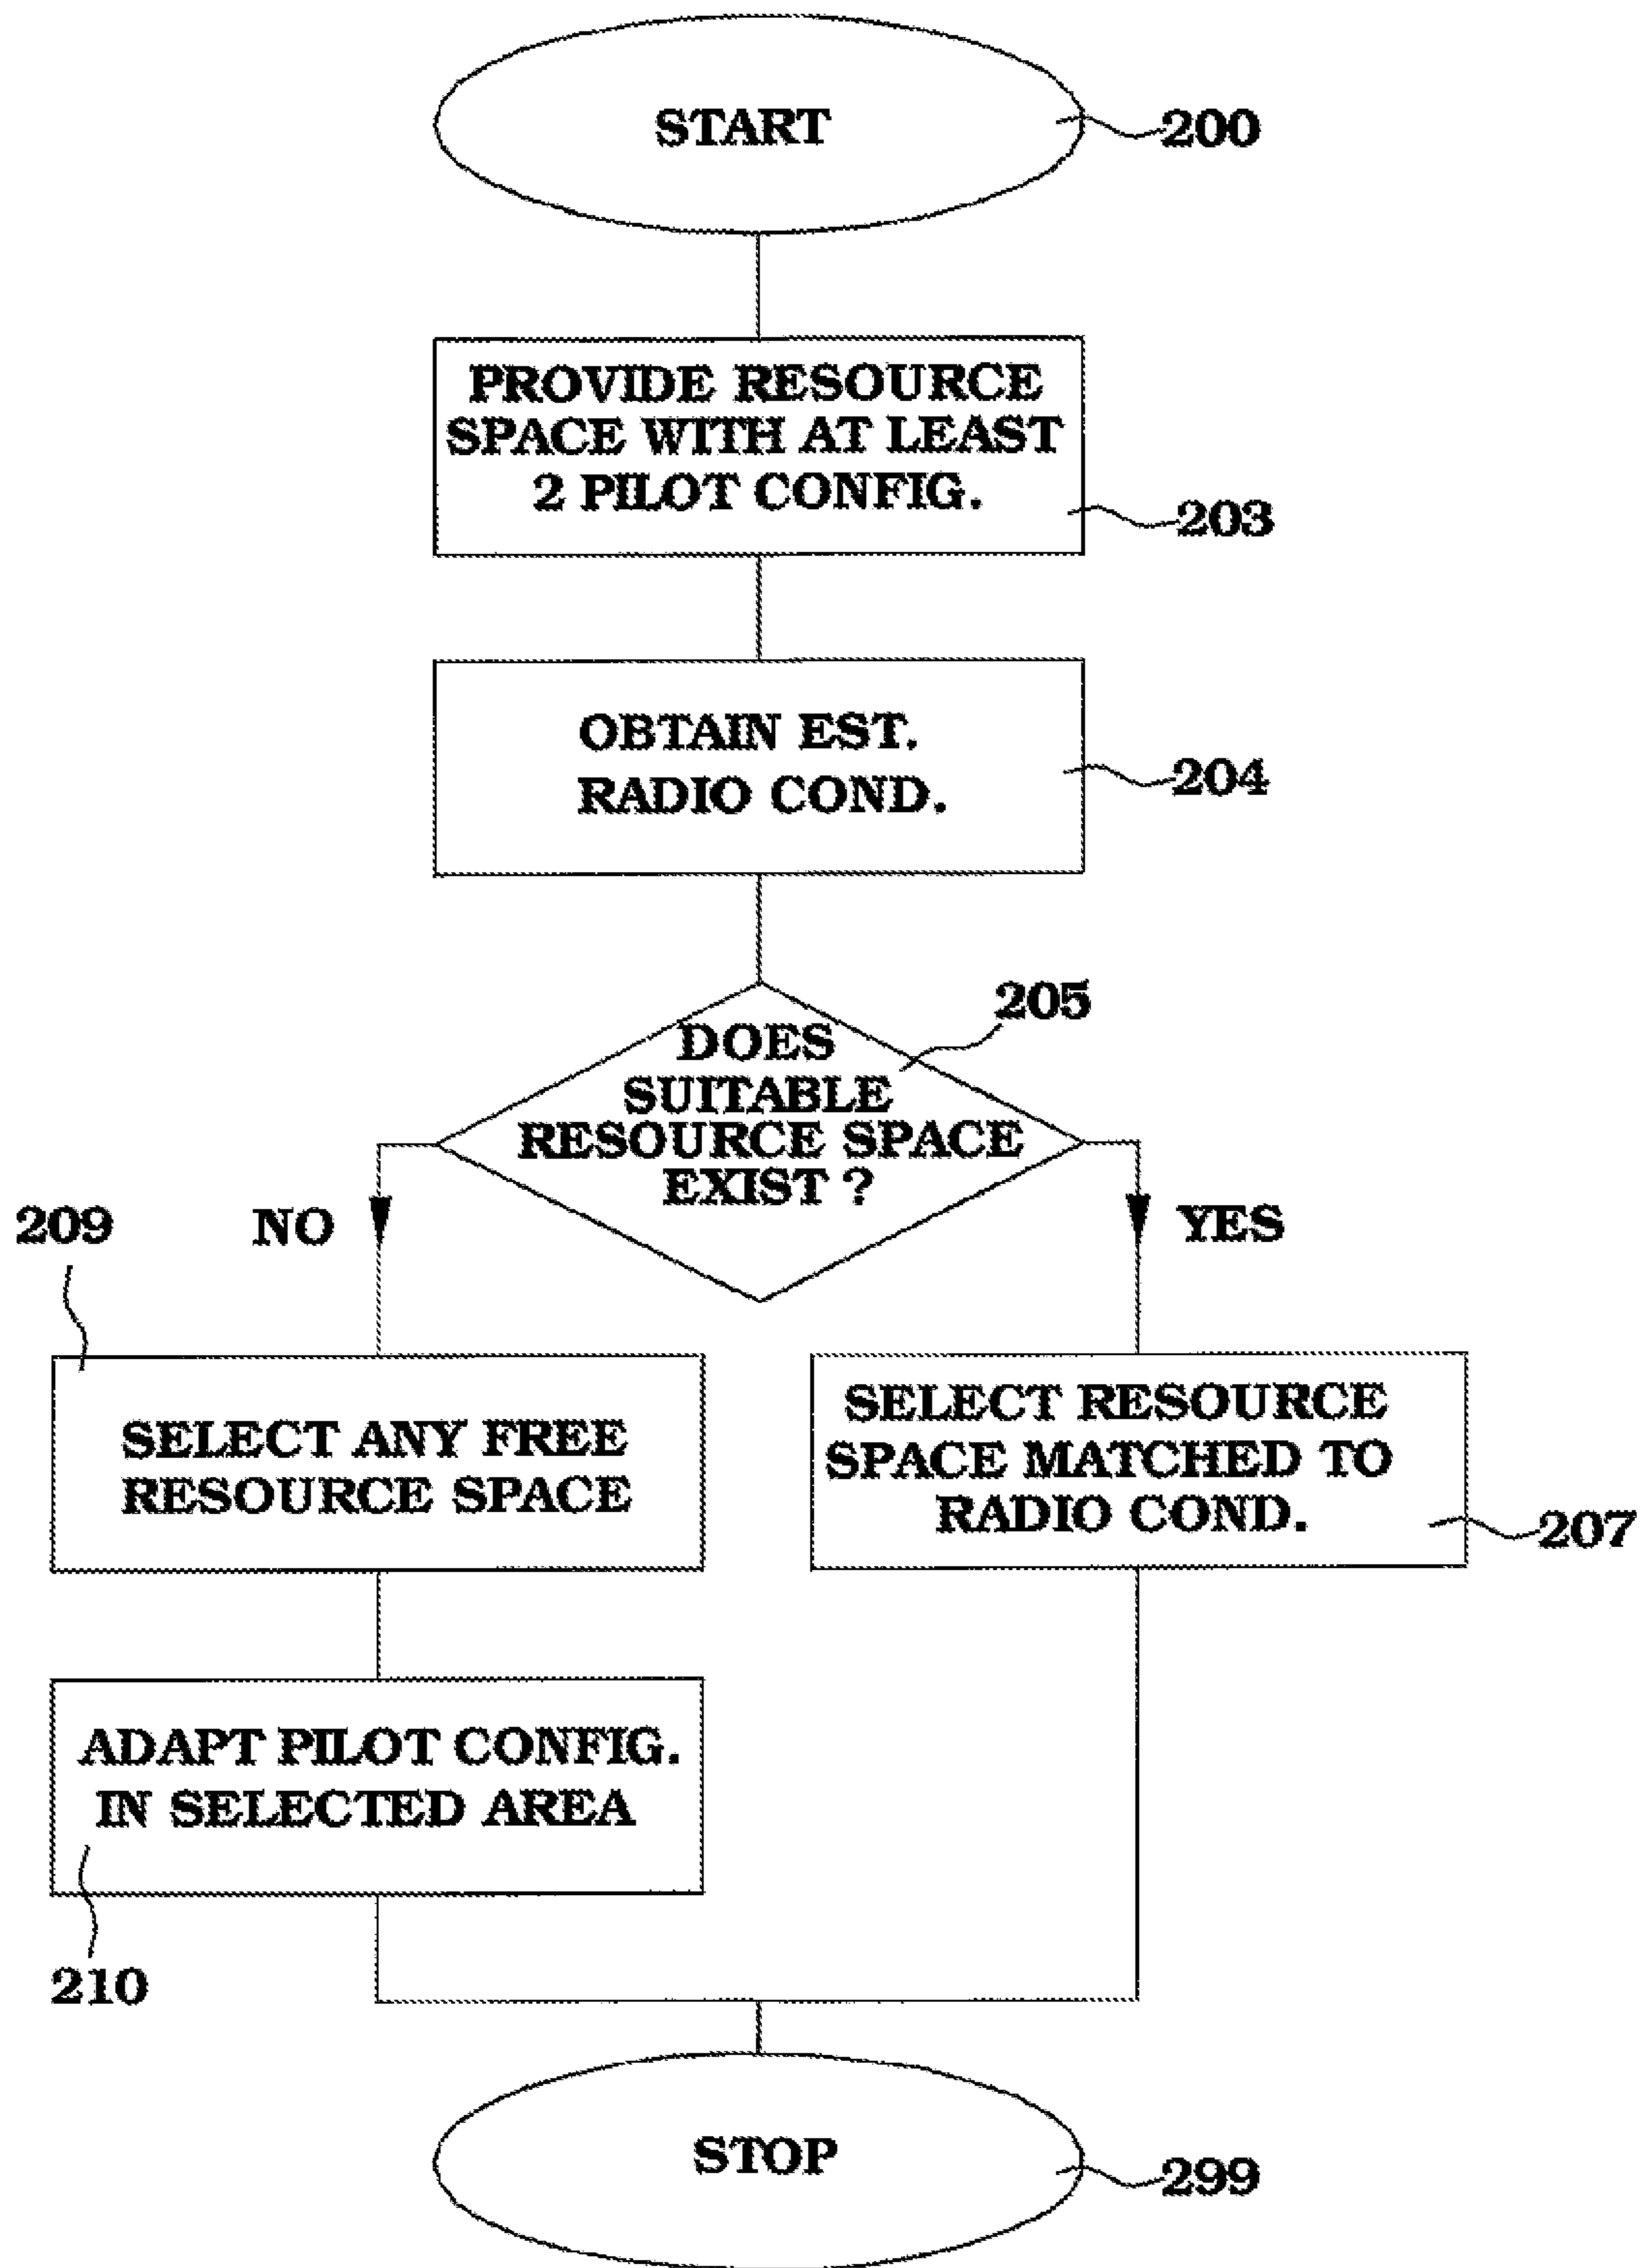 START
200
PROVIDE RESOURCE
SPACE WITH AT LEAST
2 PILOT CONFIG.
203
OBTAIN EST.
RADIO COND.
204
205
DOES
SUITABLE
RESOURCE SPACE
EXIST ?
209
NO
YES
SELECT ANY FREE
RESOURCE SPACE
SELECT RESOURCE
SPACE MATCHED TO
RADIO COND.
207
ADAPT PILOT CONFIG.
IN SELECTED AREA
210
STOP
299